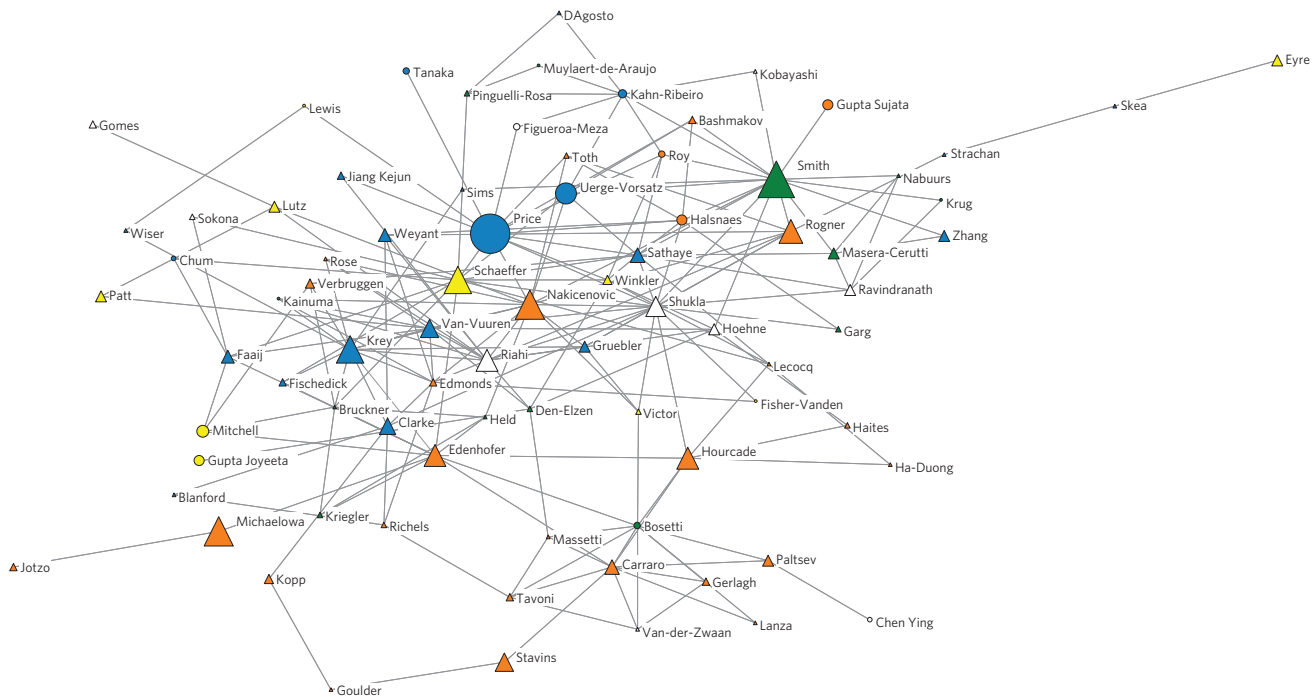 DAgosto
Eyre
Muylaert-de-Araujo
Tanaka
Kobayashi
Pinguelli-Rosa
Kahn-Ribeiro
Gupta Sujata
Skea
Lewis
Bashmakov
Gomes
Figueroa-Meza
Strachan
Toth
Roy
Smith
Jiang Kejun
Nabuurs
Sims
Uerge-Vorsatz
Krug
Lutz
Sokona
Price
Halsnaes
Rogner
Wiser
Weyant
Zhang
Sathaye
Masera-Cerutti
Chum
Rose
Schaeffer
Winkler
Verbruggen
Ravindranath
Patt
Kainuma
Nakicenovic
Shukla
Van-Vuuren
Hoehne
Garg
Krey
Gruebler
Faaij
Riahi
Lecocq
Fischedick
Edmonds
Fisher-Vanden
Bruckner
Den-Elzen
Victor
Held
Clarke
Haites
Mitchell
Edenhofer
Hourcade
Gupta Joyeeta
Ha-Duong
Blanford
Michaelowa
Kriegler
Richels
Bosetti
Massetti
Jotzo
Carraro
Paltsev
Kopp
Gerlagh
Tavoni
Lanza
Chen Ying
Van-der-Zwaan
Stavins
Goulder